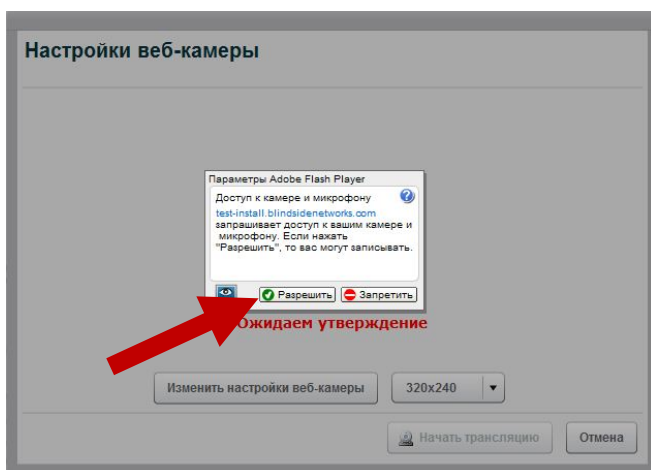 Настройки веб-камеры
Параметры Adobe Flash Player
Доступ к камере и микрофону
test-install.blindsidenetworks.com
запрашивает доступ к вашим камере и
микрофону. Если нажать
"Разрешить", то вас могут записывать.
Разрешить Запретить
Ожидаем утверждение
Изменить настройки веб-камеры 320x240
Начать трансляцию Отмена